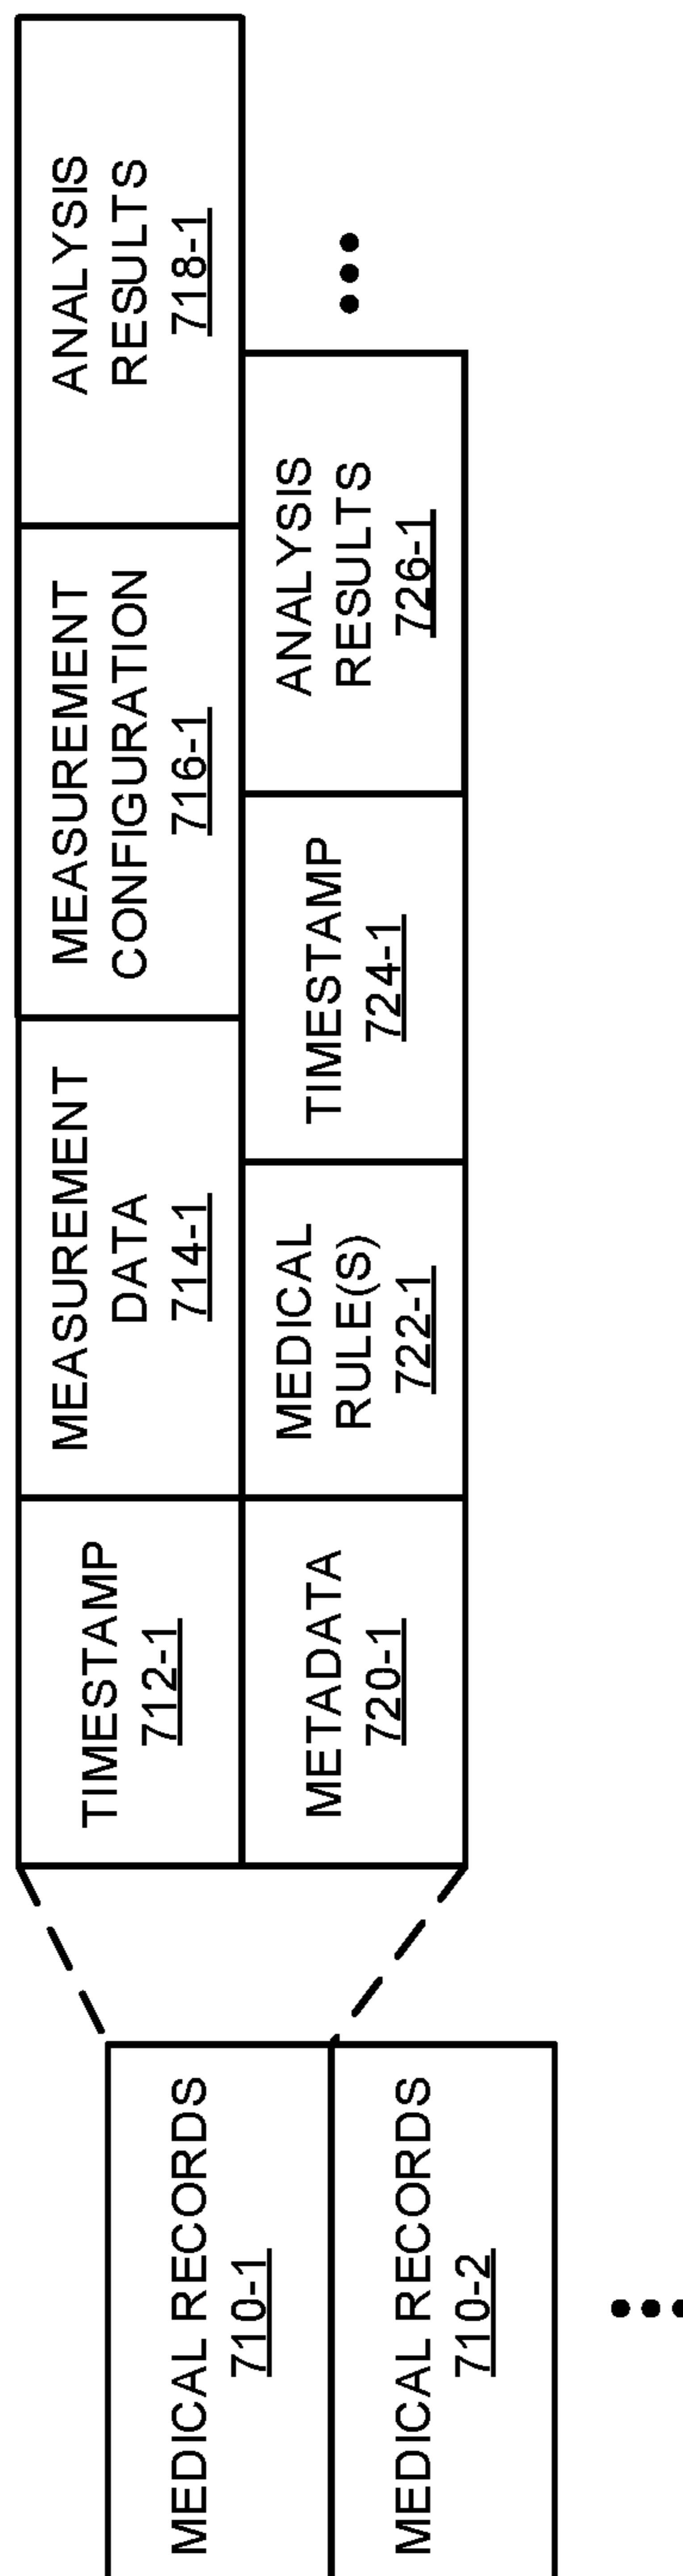 MEDICAL RECORDS
710-1
MEDICAL RECORDS
710-2
TIMESTAMP
712-1
MEASUREMENT
DATA
714-1
MEASUREMENT
CONFIGURATION
716-1
ANALYSIS
RESULTS
718-1
METADATA
720-1
MEDICAL
RULE(S)
722-1
TIMESTAMP
724-1
ANALYSIS
RESULTS
726-1